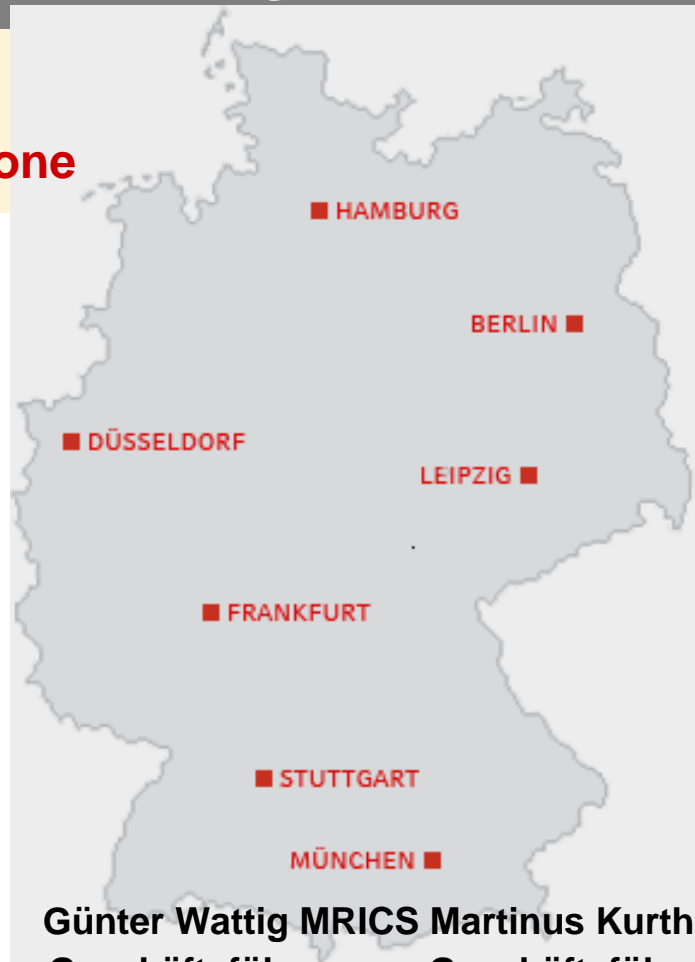 one
HAMBURG
BERLIN
DÜSSELDORF
LEIPZIG
FRANKFURT
STUTTGART
MÜNCHEN
Günter Wattig MRICS Martinus Kurth